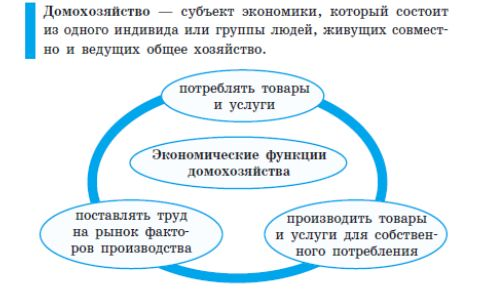 Домохозяйство — субъект экономики, который состоит
из одного индивида или группы людей, живущих совмест-
но и ведущих общее хозяйство.
потреблять товары
и услуги
Экономические функции
домохозяйства
поставлять труд
на рынок факто-
ров производства
производить товары
и услуги для собствен-
ного потребления